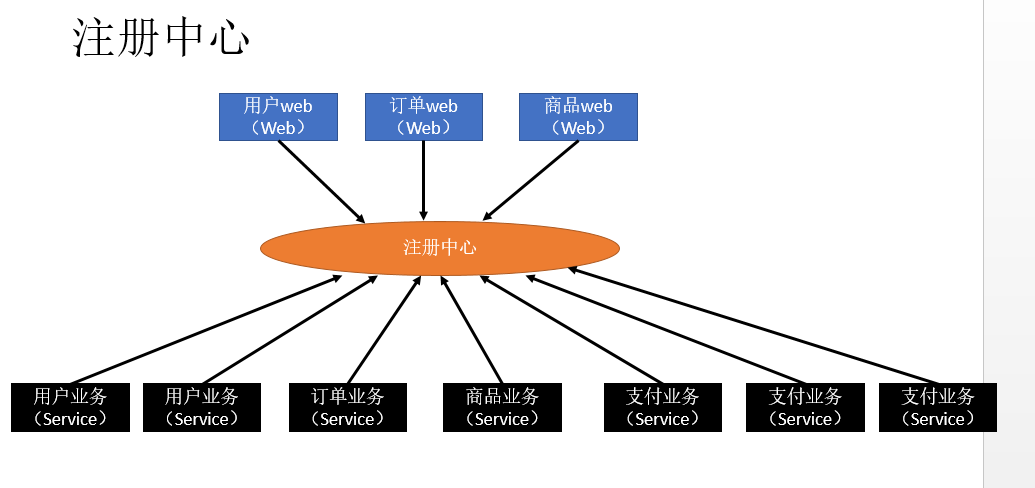 注册中心
用户web
（Web）
订单web
（Web）
商品web
（Web）
注册中心
用户业务
（Service）
用户业务
（Service）
订单业务
（Service）
商品业务
（Service）
支付业务
（Service）
支付业务
（Service）
支付业务
（Service）